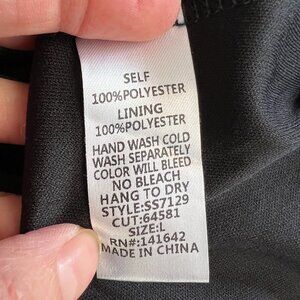 SELF
100%POLYESTER
LINING
100%POLYESTER
HAND WASH COLD
WASH SEPARATELY
COLOR WILL BLEED
NO BLEACH
HANG TO DRY
STYLE:SS7129
CUT:64581
SIZE:L
RN#:141642
MADE IN CHINA